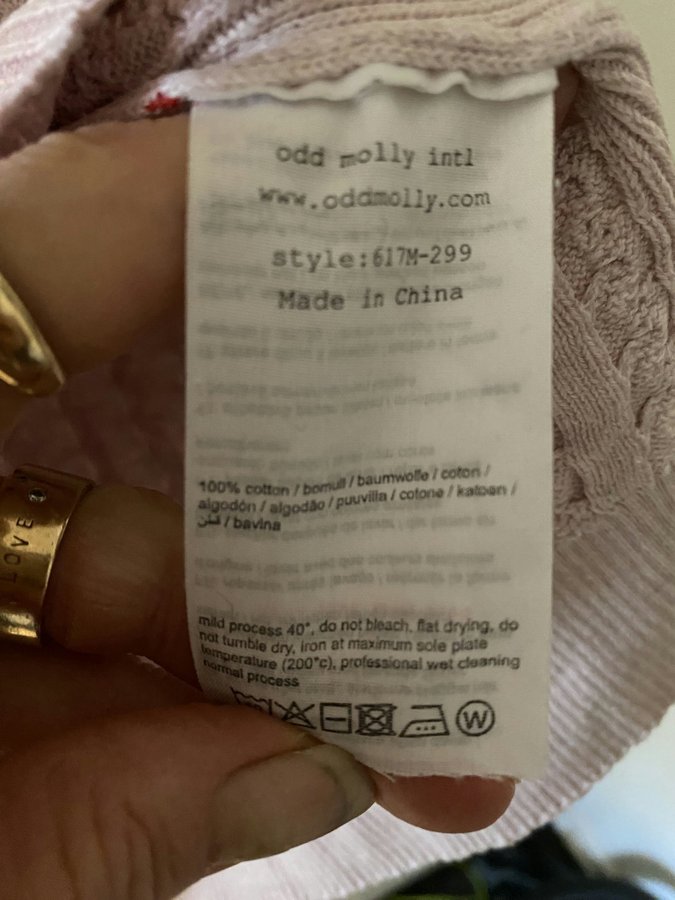 odd molly intl
www.oddmolly.com
style:617M-299
Made in China
100% cotton / bomull / baumwolle / coton /
algodón / algodão / puuvilla / cotone / katoen /
قطن / bavlna
mild process 40°, do not bleach, flat drying, do
not tumble dry, iron at maximum sole plate
temperature (200°c), professional wet cleaning
normal process
W
LOVE